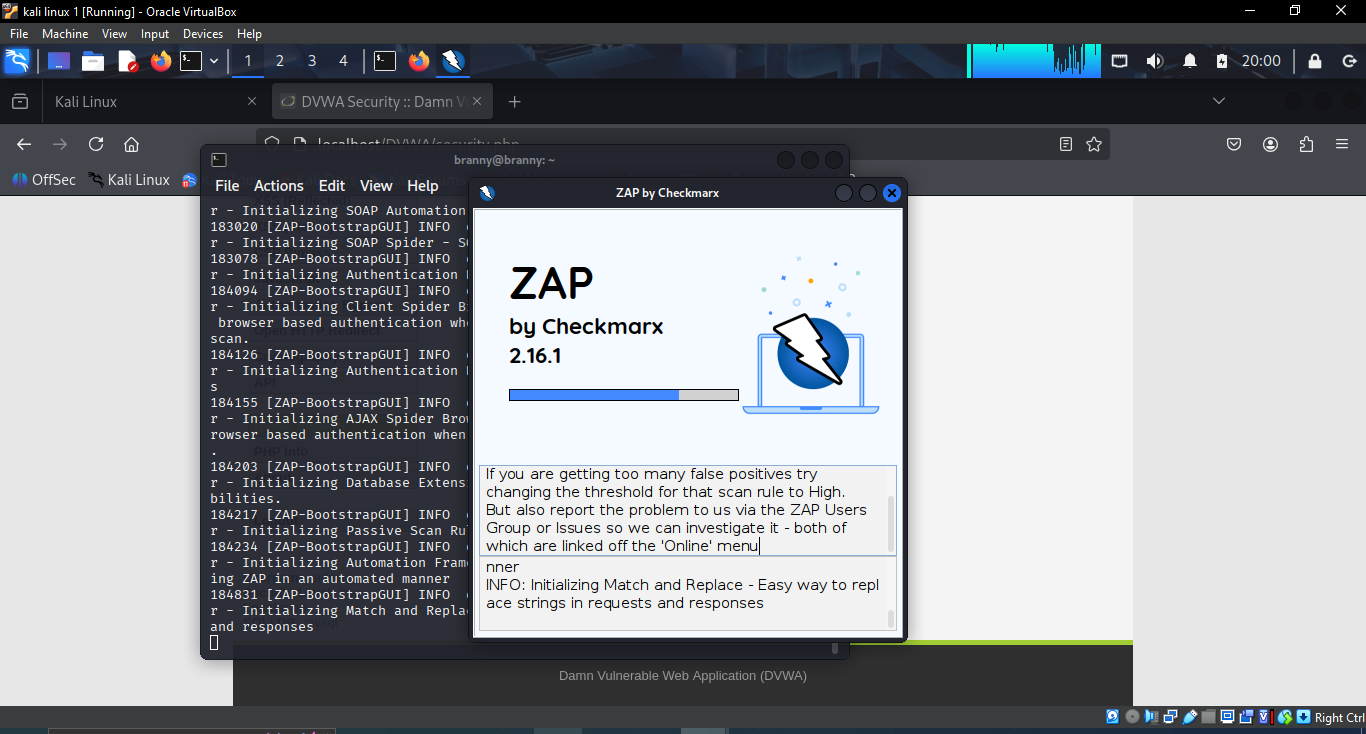 kali linux 1 [Running] - Oracle VirtualBox
File Machine View Input Devices Help
1 2 3 4
20:00
Kali Linux
DVWA Security :: Damn V
localhost/DVWA/security.php
OffSec Kali Linux
branny@branny: ~
File Actions Edit View Help
r - Initializing SOAP Automation
183020 [ZAP-BootstrapGUI] INFO
r - Initializing SOAP Spider - S
183078 [ZAP-BootstrapGUI] INFO
r - Initializing Authentication
184094 [ZAP-BootstrapGUI] INFO
r - Initializing Client Spider B
browser based authentication whe
scan.
184126 [ZAP-BootstrapGUI] INFO
r - Initializing Authentication
s
184155 [ZAP-BootstrapGUI] INFO
r - Initializing AJAX Spider Brow
rowser based authentication when
.
184203 [ZAP-BootstrapGUI] INFO
r - Initializing Database Extens
bilities.
184217 [ZAP-BootstrapGUI] INFO
r - Initializing Passive Scan Ru
184234 [ZAP-BootstrapGUI] INFO
r - Initializing Automation Fram
ing ZAP in an automated manner
184831 [ZAP-BootstrapGUI] INFO
r - Initializing Match and Repla
and responses
API
PHP Info
ZAP by Checkmarx
ZAP
by Checkmarx
2.16.1
If you are getting too many false positives try
changing the threshold for that scan rule to High.
But also report the problem to us via the ZAP Users
Group or Issues so we can investigate it - both of
which are linked off the 'Online' menu
nner
INFO: Initializing Match and Replace - Easy way to repl
ace strings in requests and responses
Damn Vulnerable Web Application (DVWA)
Right Ctrl